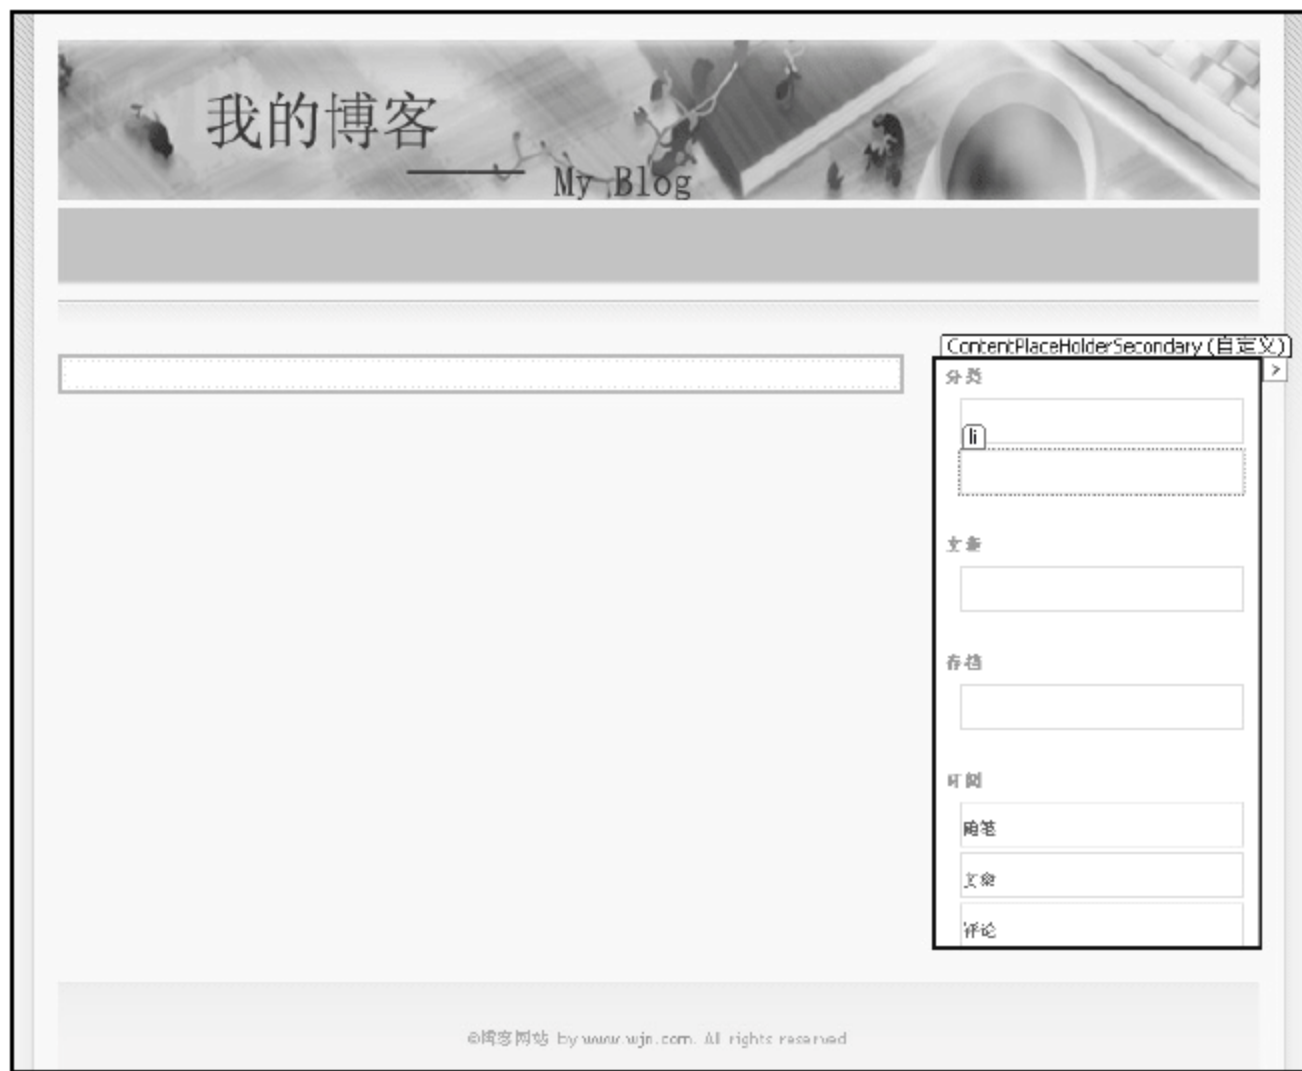 我的博客
—— My Blog
ContentPlaceHolderSecondary (自定义)
>
分类
li
文章
存档
订阅
随笔
文章
评论
©博客网站 by www.wjn.com. All rights reserved